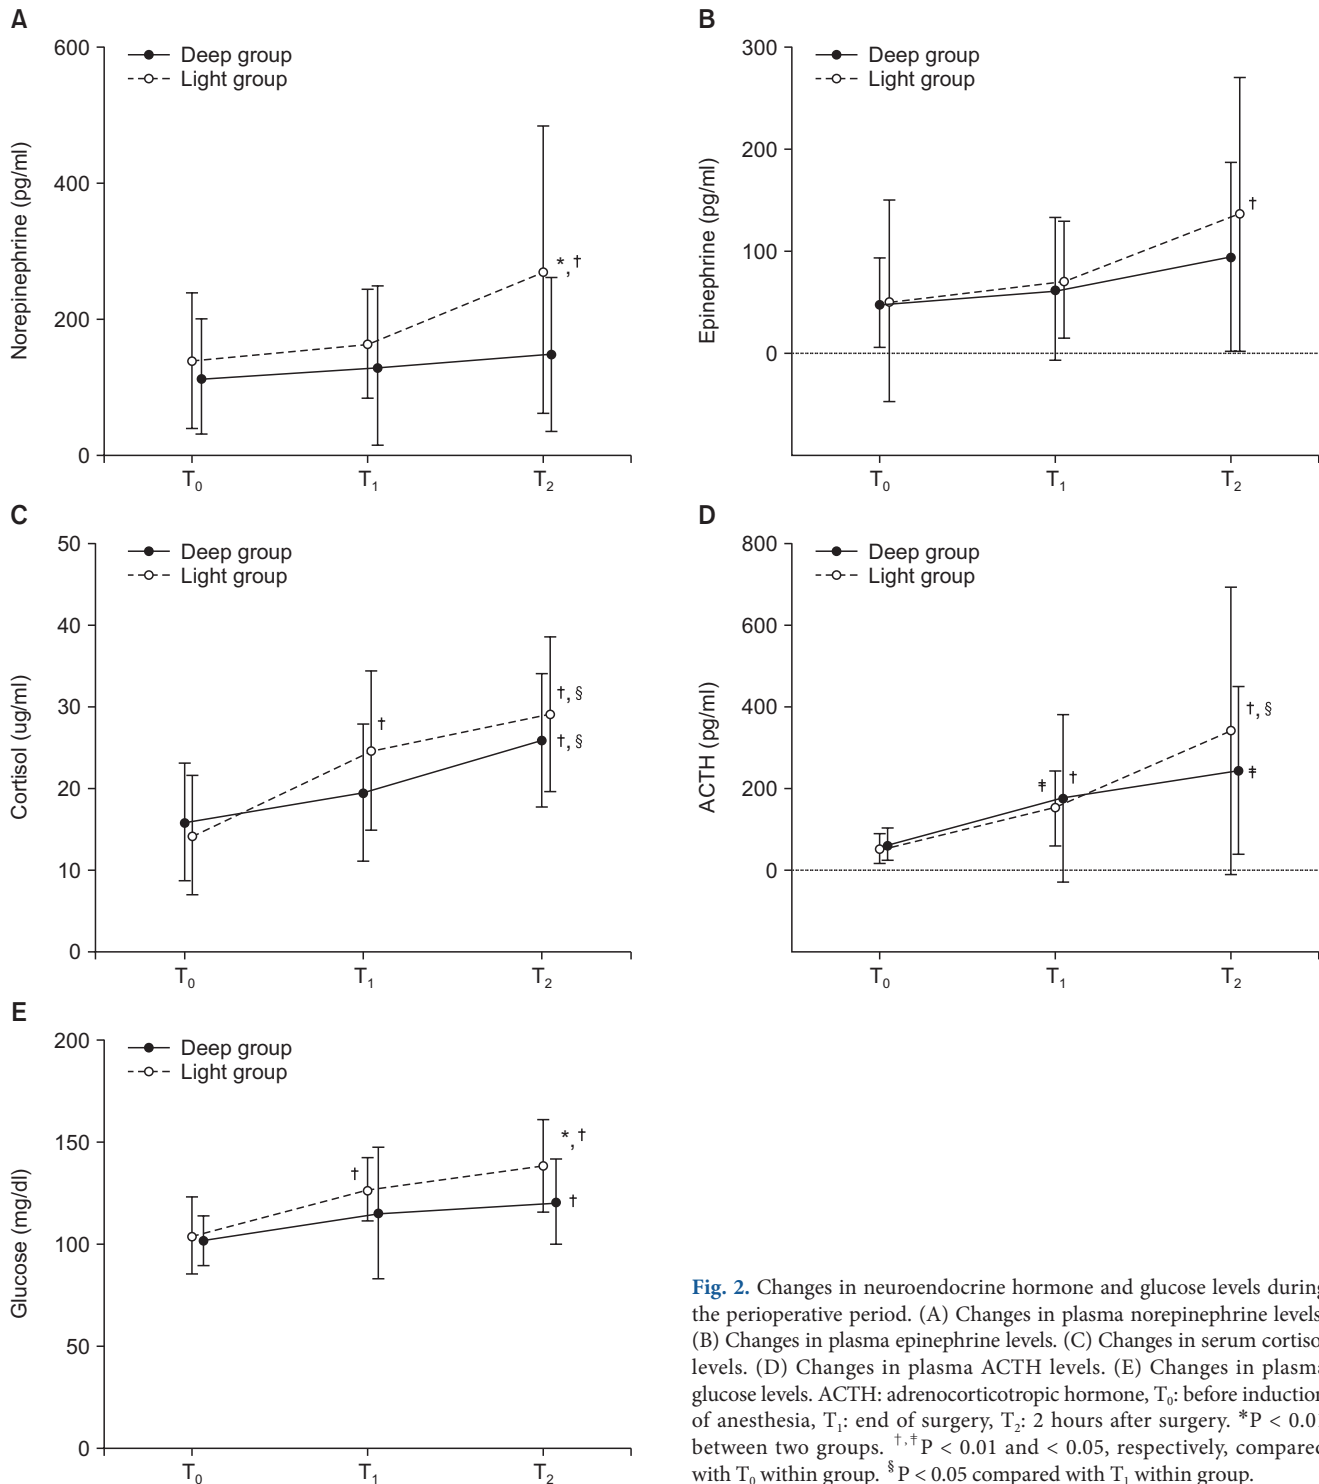 A
600
400
200
0
Norepinephrine (pg/ml)
Deep group
Light group
*, †
T₀ T₁ T₂
B
300
200
100
0
Epinephrine (pg/ml)
Deep group
Light group
†
T₀ T₁ T₂
C
50
40
30
20
10
0
Cortisol (ug/ml)
Deep group
Light group
†
†, §
†, §
T₀ T₁ T₂
D
800
600
400
200
0
ACTH (pg/ml)
Deep group
Light group
‡
†
†, §
‡
T₀ T₁ T₂
E
200
150
100
50
0
Glucose (mg/dl)
Deep group
Light group
†
*, †
†
T₀ T₁ T₂
Fig. 2. Changes in neuroendocrine hormone and glucose levels during
the perioperative period. (A) Changes in plasma norepinephrine levels
(B) Changes in plasma epinephrine levels. (C) Changes in serum cortiso
levels. (D) Changes in plasma ACTH levels. (E) Changes in plasma
glucose levels. ACTH: adrenocorticotropic hormone, T₀: before induction
of anesthesia, T₁: end of surgery, T₂: 2 hours after surgery. *P < 0.01
between two groups. †,‡P < 0.01 and < 0.05, respectively, compared
with T₀ within group. §P < 0.05 compared with T₁ within group.